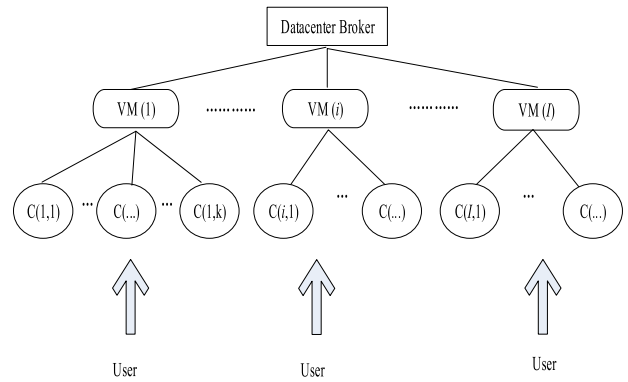 Datacenter Broker
VM (1) ............ VM (i) ............ VM (I)
C(1,1) ... C(...) ... C(1,k) C(i,1) ... C(...) C(I,1) ... C(...)
User User User